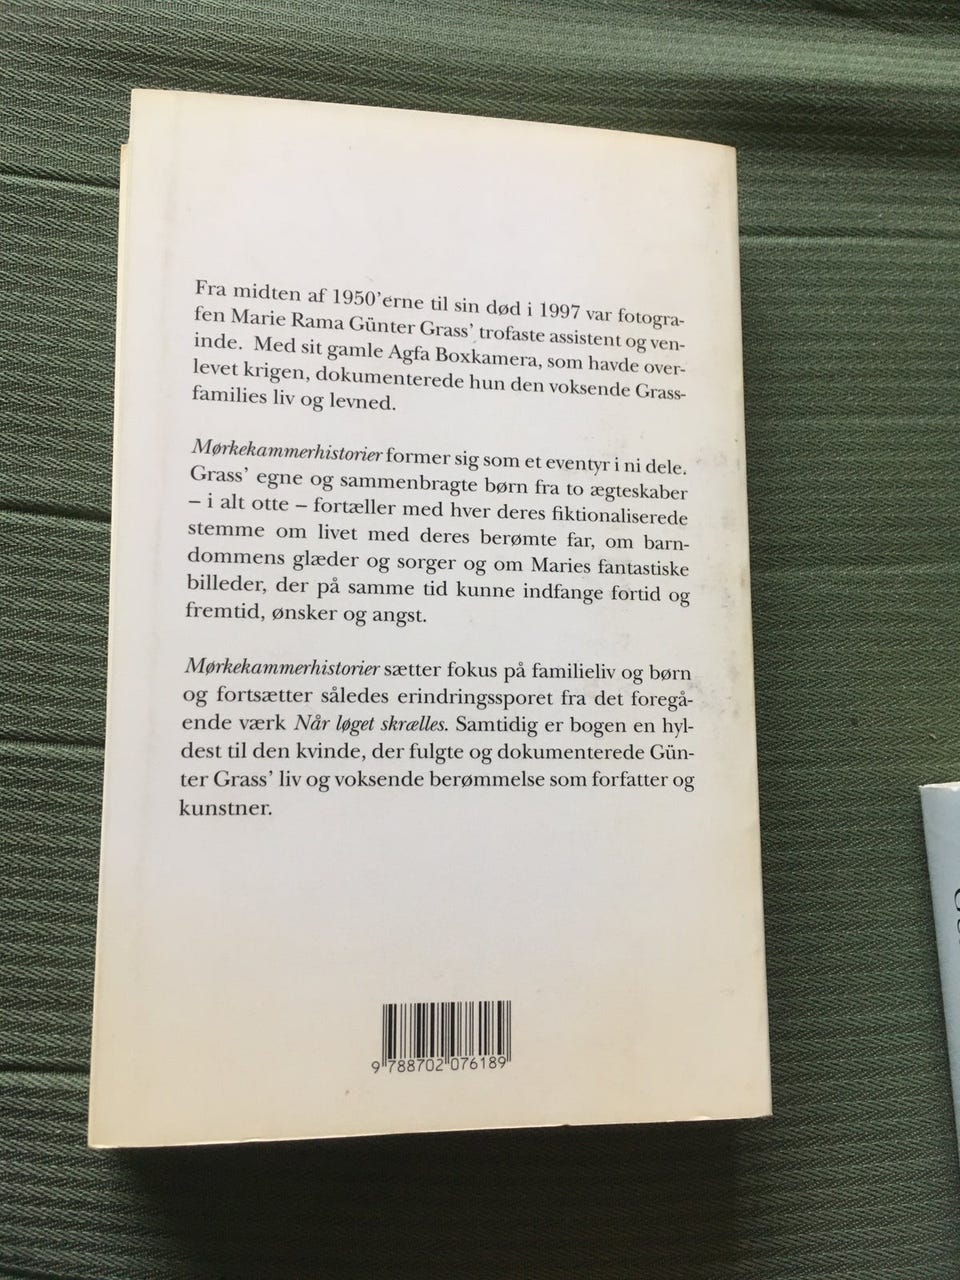 Fra midten af 1950'erne til sin død i 1997 var fotogra-
fen Marie Rama Günter Grass' trofaste assistent og ven-
inde. Med sit gamle Agfa Boxkamera, som havde over-
levet krigen, dokumenterede hun den voksende Grass-
families liv og levned.
Mørkekammerhistorier former sig som et eventyr i ni dele.
Grass' egne og sammenbragte børn fra to ægteskaber
– i alt otte – fortæller med hver deres fiktionaliserede
stemme om livet med deres berømte far, om barn-
dommens glæder og sorger og om Maries fantastiske
billeder, der på samme tid kunne indfange fortid og
fremtid, ønsker og angst.
Mørkekammerhistorier sætter fokus på familieliv og børn
og fortsætter således erindringssporet fra det foregå-
ende værk Når løget skrælles. Samtidig er bogen en hyl-
dest til den kvinde, der fulgte og dokumenterede Gün-
ter Grass' liv og voksende berømmelse som forfatter og
kunstner.
9 788702 076189